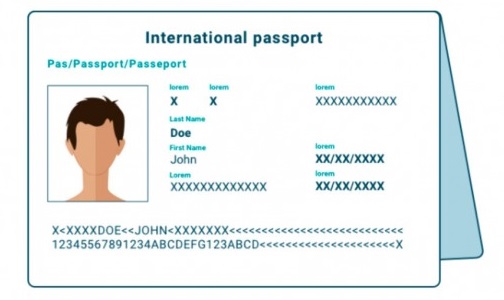 International passport
Pas/Passport/Passeport
lorem lorem lorem
X X XXXXXXXXXXX
Last Name
Doe
First Name lorem
John XX/XX/XXXX
Lorem lorem
XXXXXXXXXXXXX XX/XX/XXXX
X<XXXXDOE<<JOHN<XXXXXXX<<<<<<<<<<<<<<<<<<<<<<<<<<<
12345567891234ABCDEFG123ABCD<<<<<<<<<<<<<<<<<<<<<X